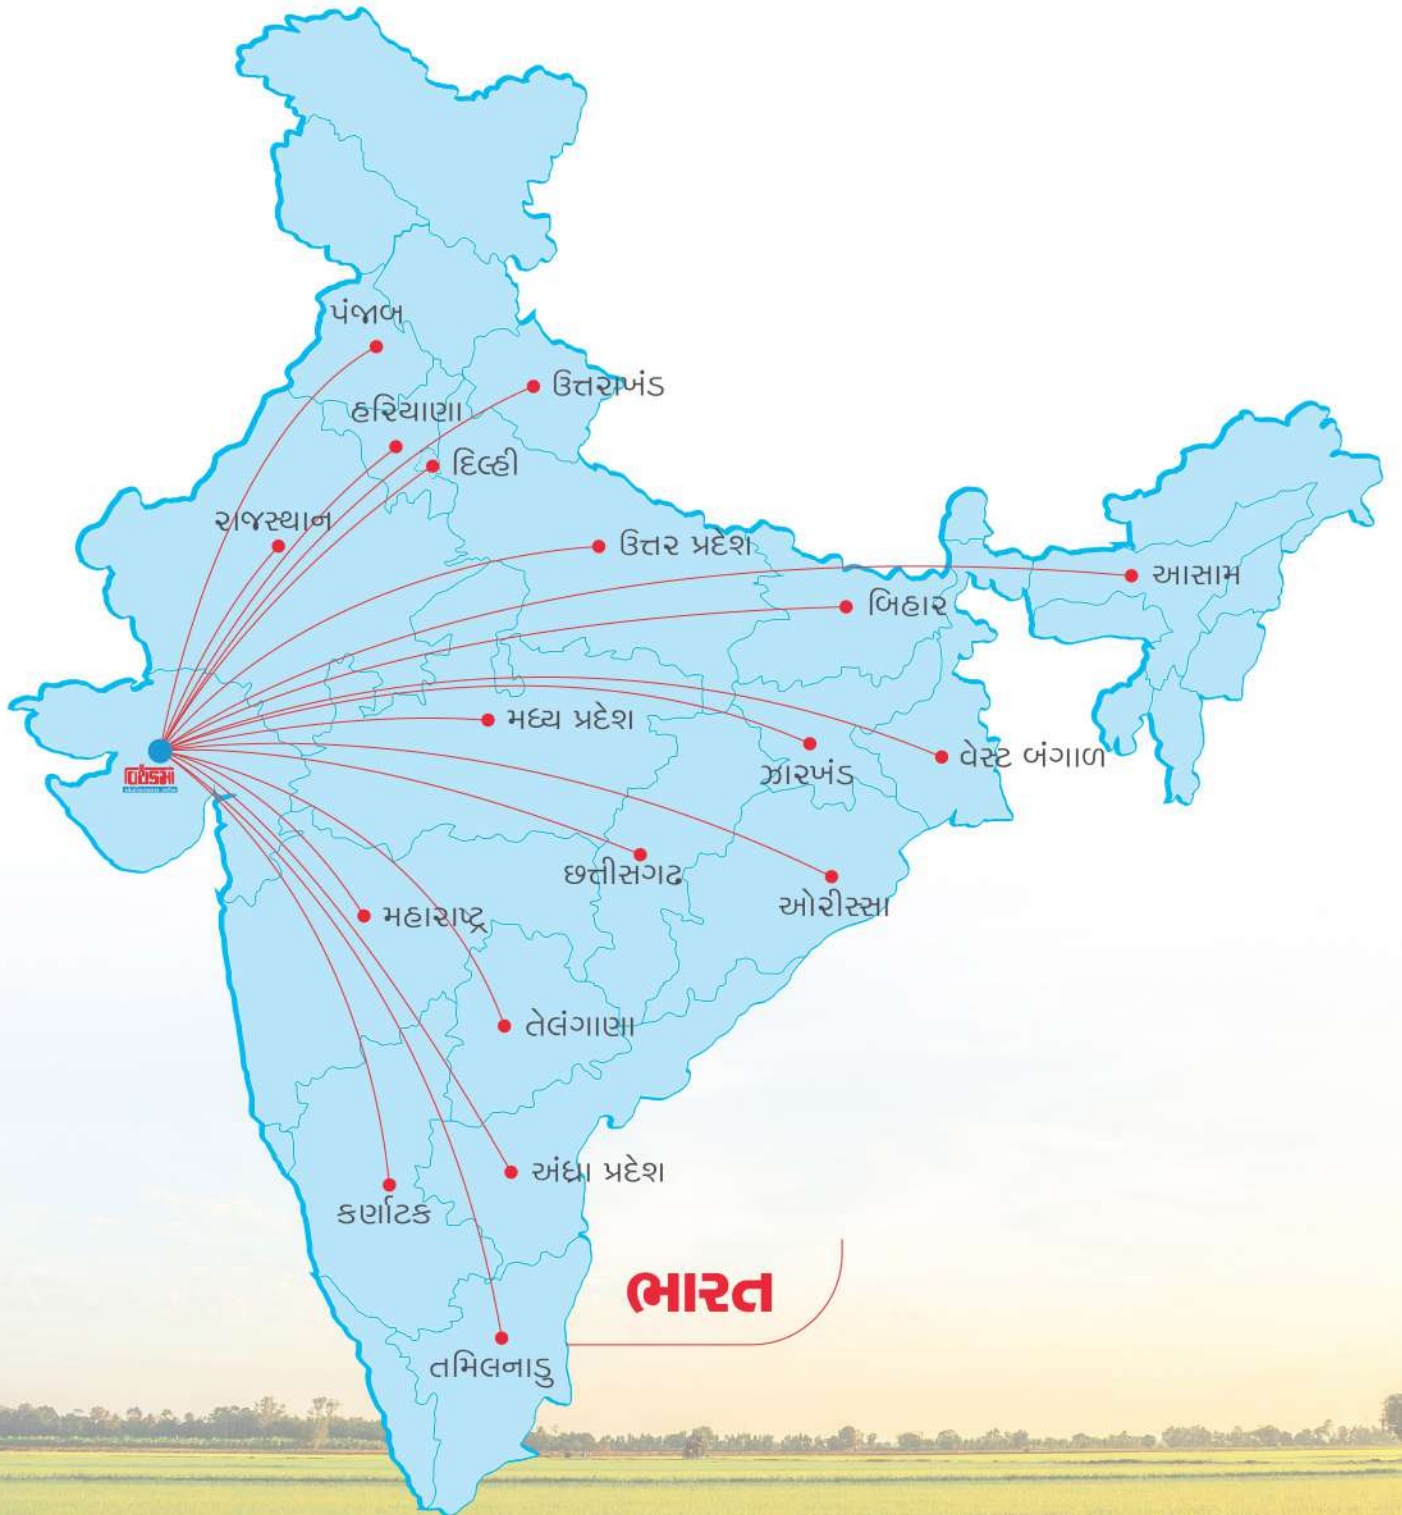 પંજાબ
ઉત્તરાખંડ
હરિયાણા
દિલ્હી
રાજસ્થાન
ઉત્તર પ્રદેશ
આસામ
બિહાર
મધ્ય પ્રદેશ
વેસ્ટ બંગાળ
ઝારખંડ
છત્તીસગઢ
ઓરીસ્સા
મહારાષ્ટ્ર
તેલંગાણા
અંધ્રા પ્રદેશ
કર્ણાટક
ભારત
તમિલનાડુ